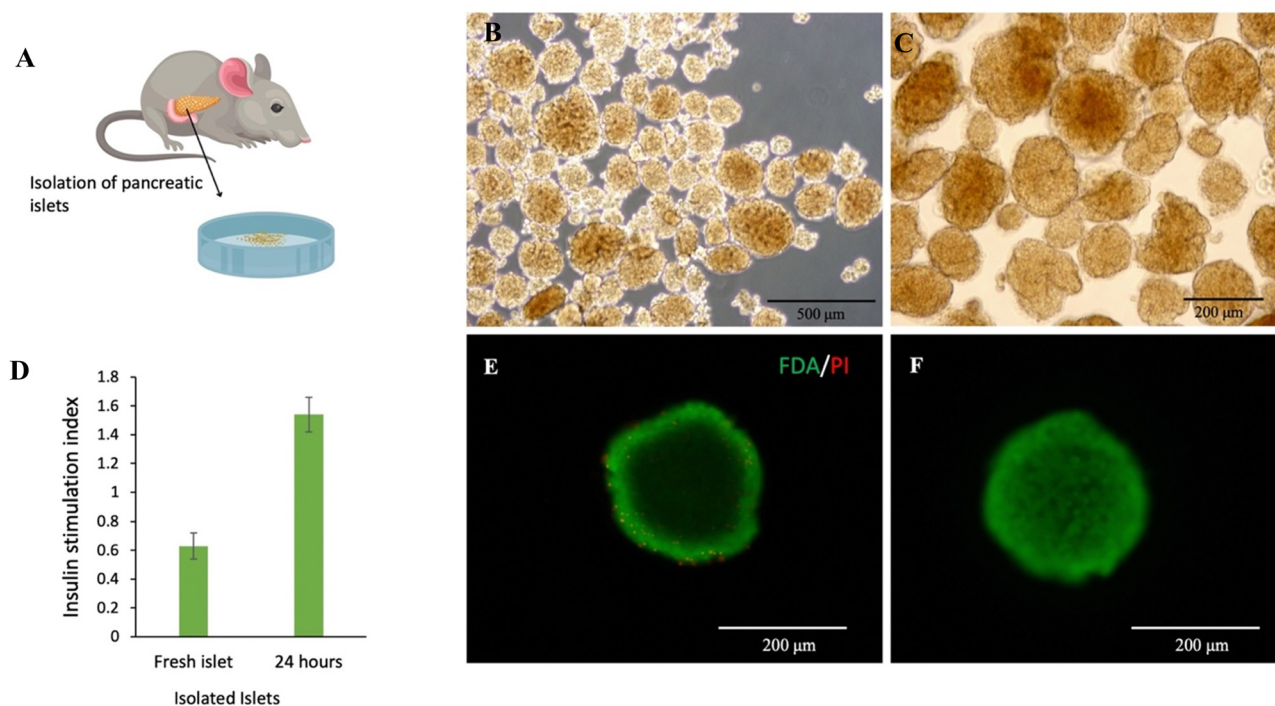 A
Isolation of pancreatic
islets
B
500 µm
C
200 µm
D
Insulin stimulation index
1.8
1.6
1.4
1.2
1
0.8
0.6
0.4
0.2
0
Fresh islet
24 hours
Isolated Islets
E
FDA/PI
200 µm
F
200 µm